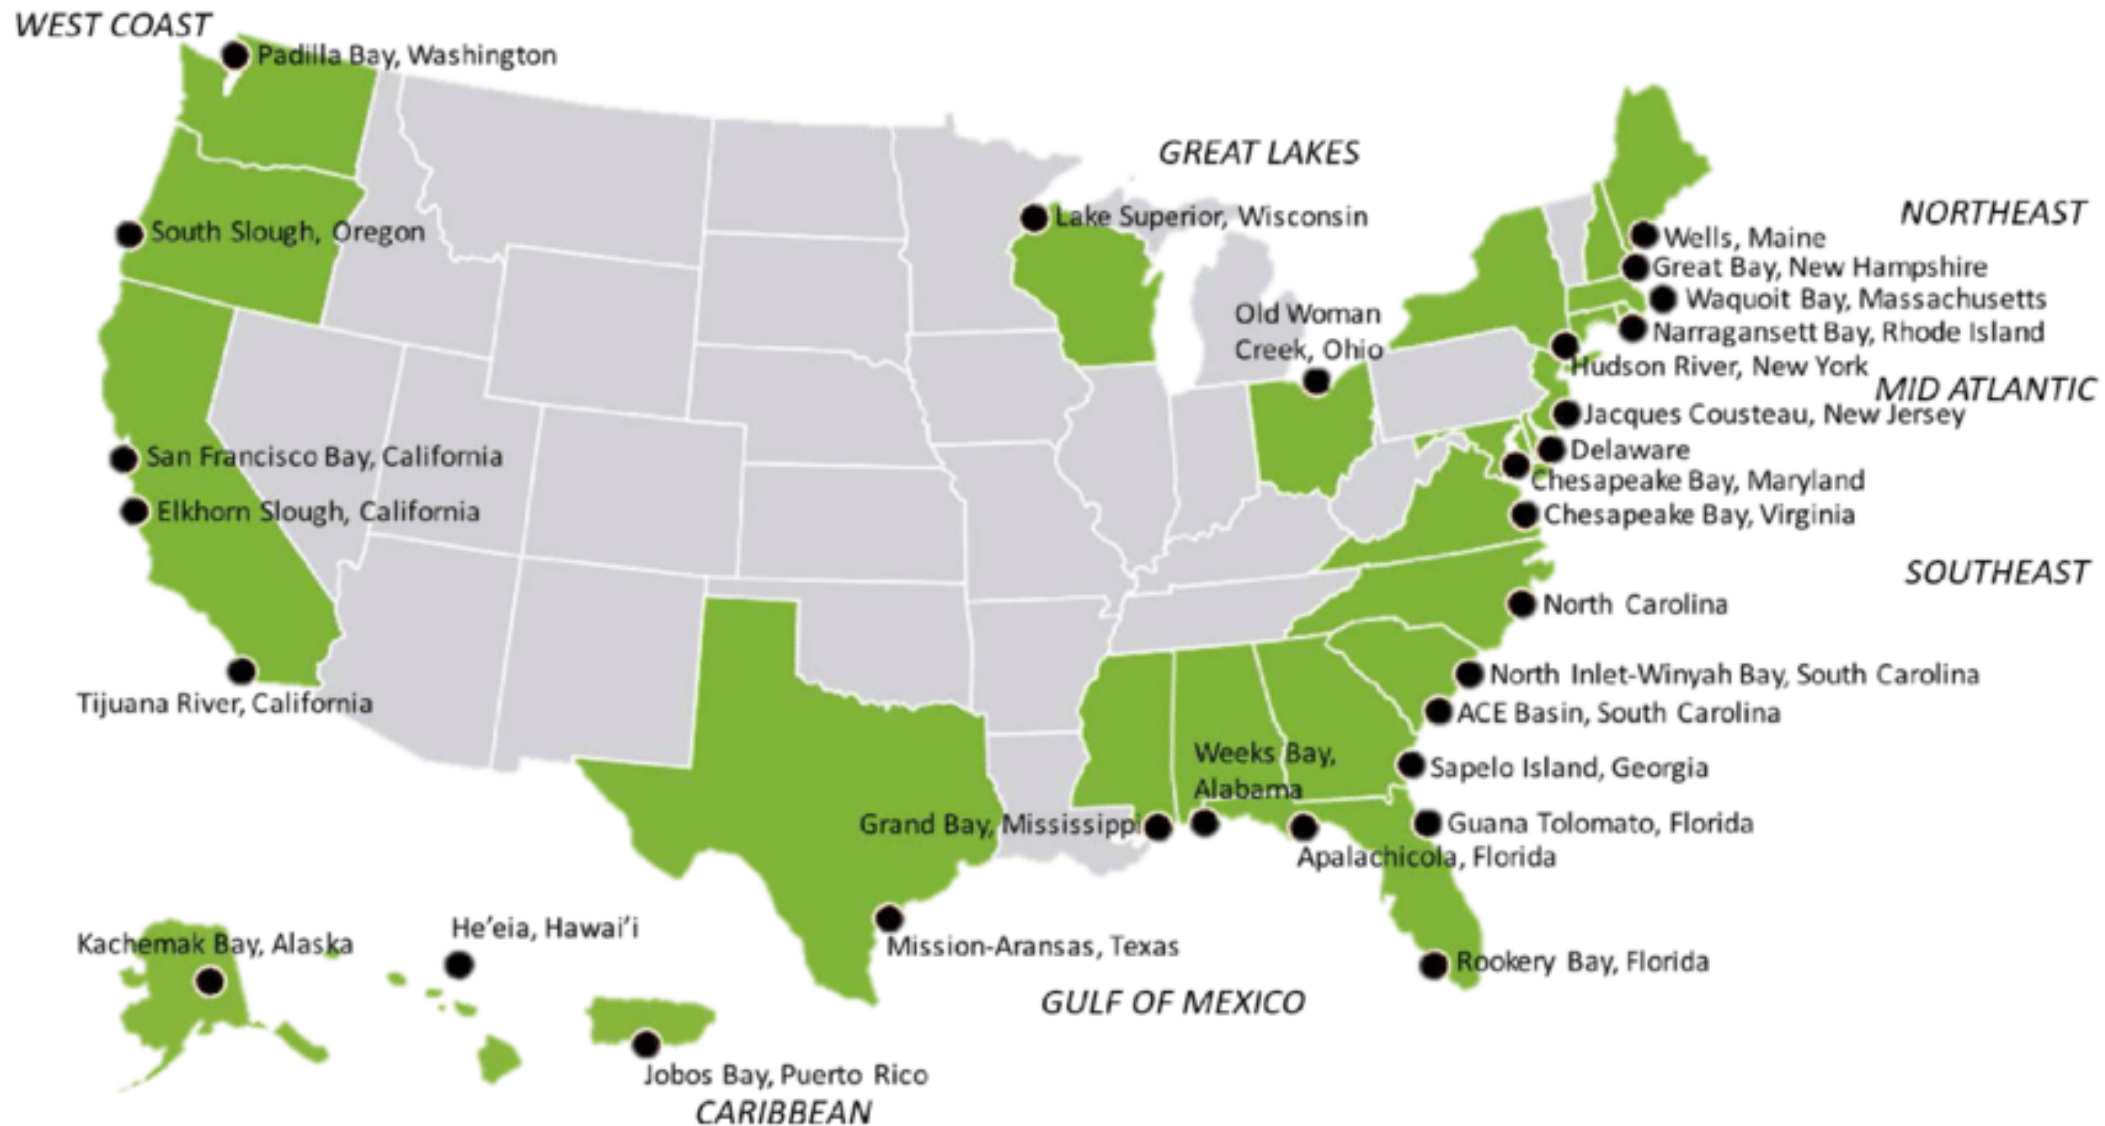 WEST COAST
Padilla Bay, Washington
GREAT LAKES
NORTHEAST
South Slough, Oregon
Lake Superior, Wisconsin
Wells, Maine
Great Bay, New Hampshire
Waquoit Bay, Massachusetts
Old Woman
Creek, Ohio
Narragansett Bay, Rhode Island
Hudson River, New York
MID ATLANTIC
Jacques Cousteau, New Jersey
San Francisco Bay, California
Delaware
Chesapeake Bay, Maryland
Elkhorn Slough, California
Chesapeake Bay, Virginia
SOUTHEAST
North Carolina
Tijuana River, California
North Inlet-Winyah Bay, South Carolina
ACE Basin, South Carolina
Weeks Bay,
Alabama
Sapelo Island, Georgia
Grand Bay, Mississippi
Guana Tolomato, Florida
Apalachicola, Florida
Kachemak Bay, Alaska
He’eia, Hawai’i
Mission-Aransas, Texas
Rookery Bay, Florida
GULF OF MEXICO
Jobos Bay, Puerto Rico
CARIBBEAN